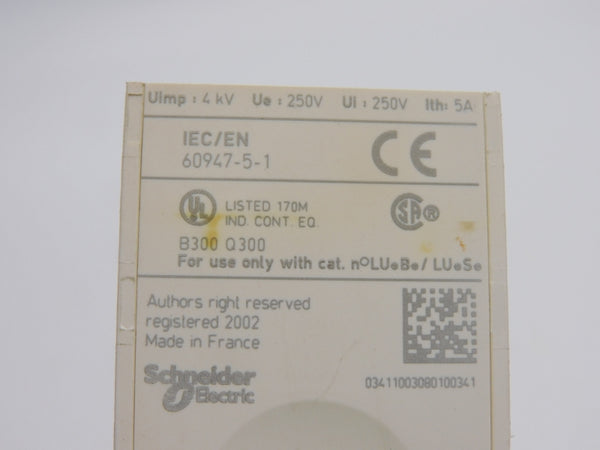 Uimp : 4 kV Ue : 250V Ui : 250V Ith: 5A
IEC/EN
60947-5-1
CE
UL LISTED 170M
IND. CONT. EQ.
SA®
B300 Q300
For use only with cat. n°LU•B•/ LU•S•
Authors right reserved
registered 2002
Made in France
Schneider
Electric
03411003080100341